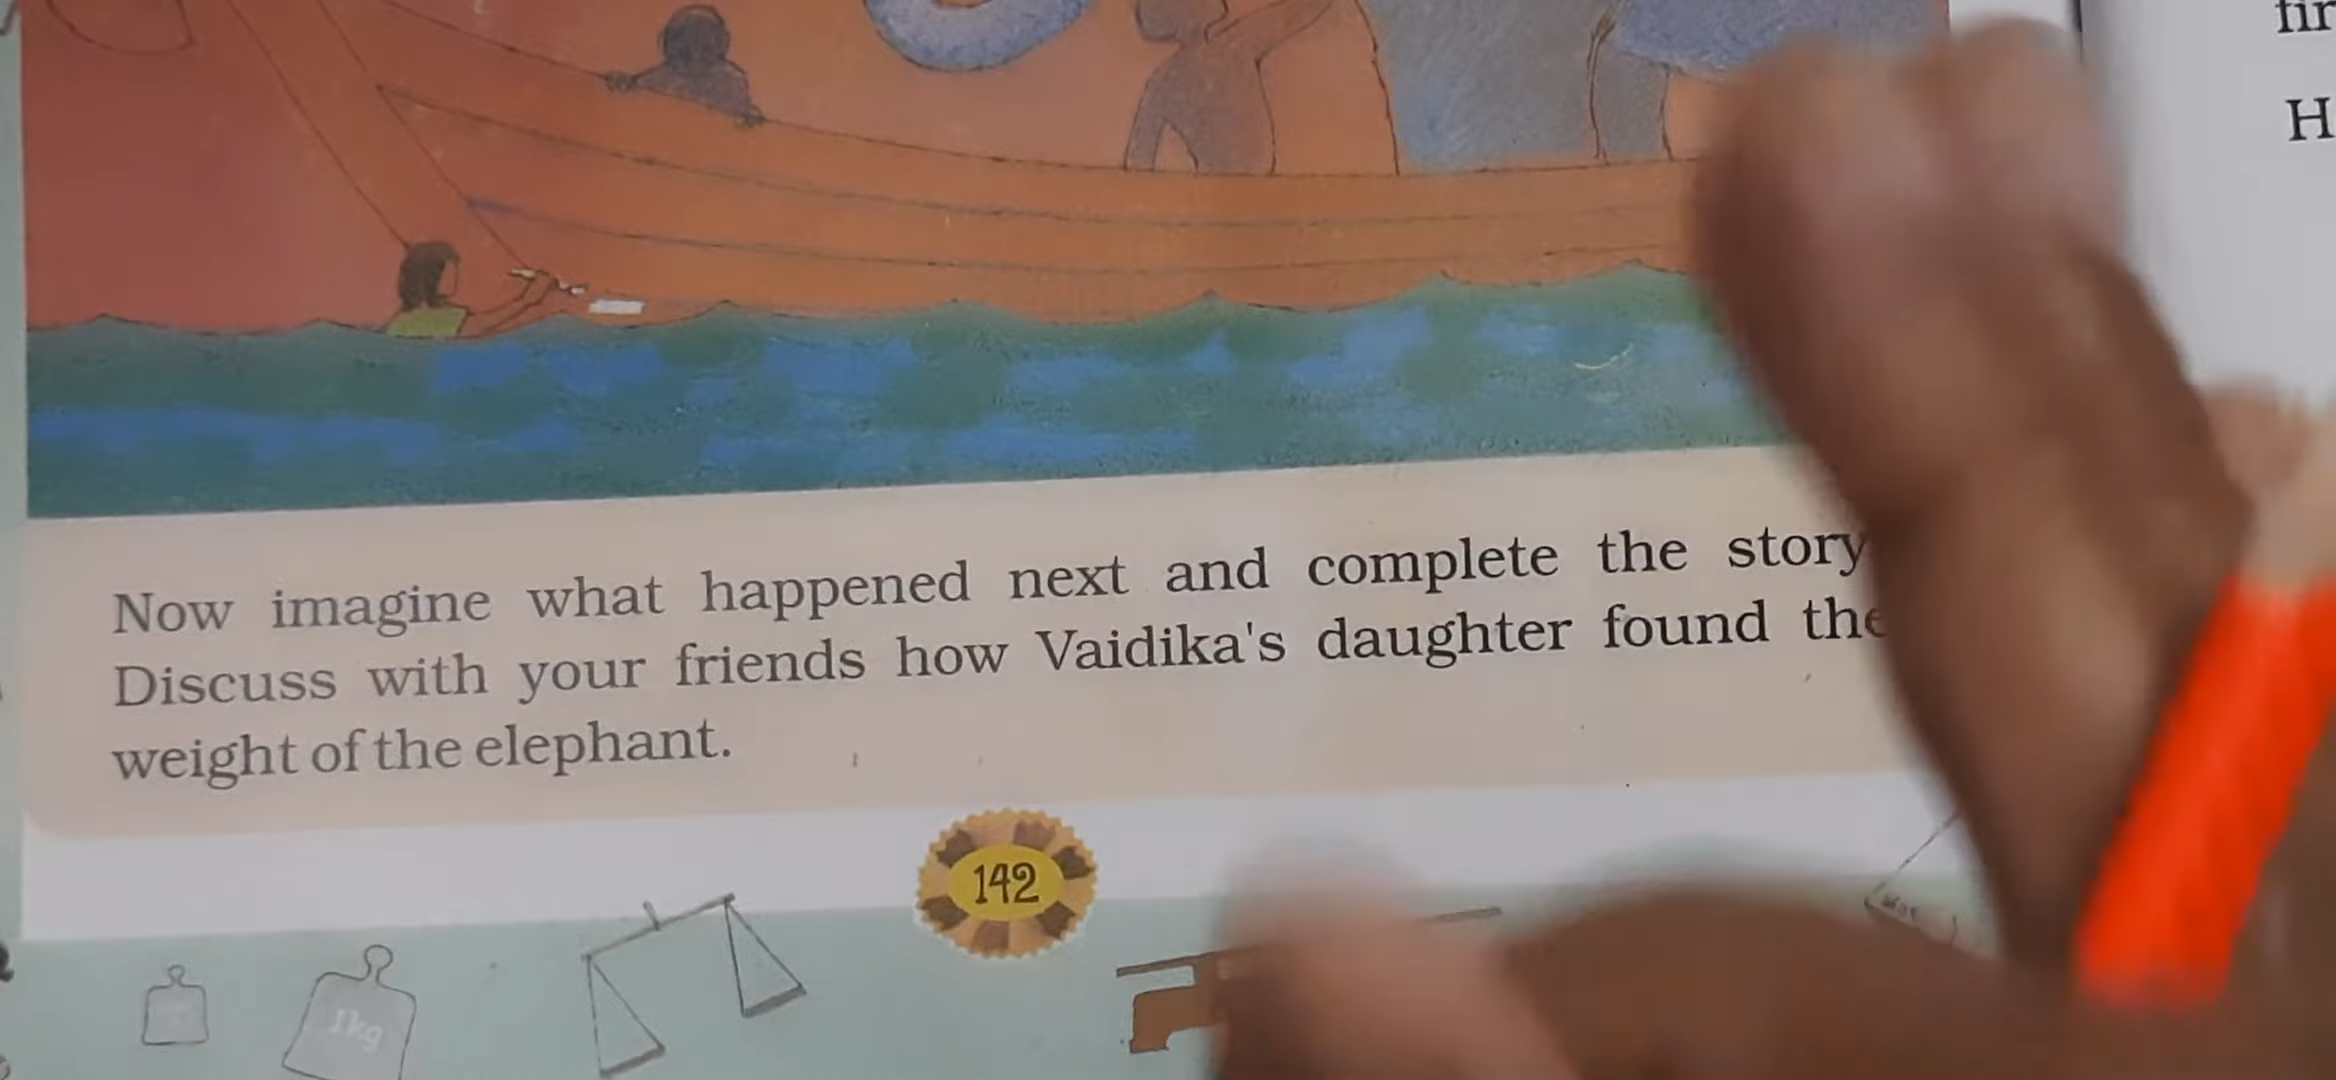 fir
H
Now imagine what happened next and complete the story
Discuss with your friends how Vaidika's daughter found the
weight of the elephant.
142
1kg